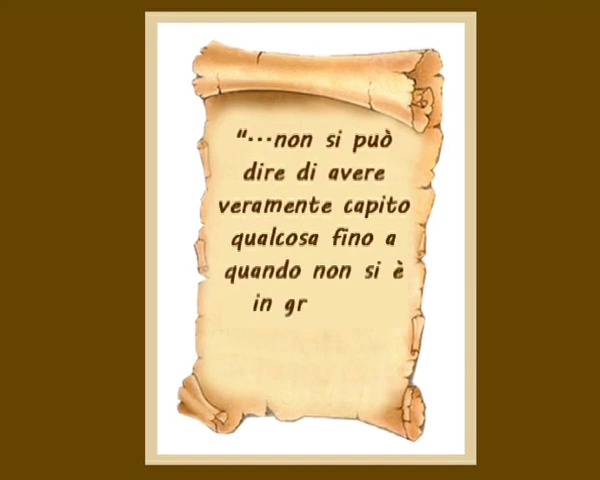 "...non si può
dire di avere
veramente capito
qualcosa fino a
quando non si è
in gr